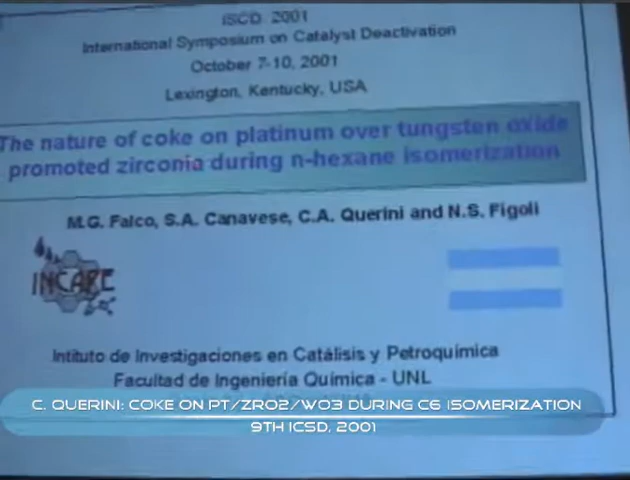 ISCD 2001
International Symposium on Catalyst Deactivation
October 7-10, 2001
Lexington, Kentucky, USA
The nature of coke on platinum over tungsten oxide
promoted zirconia during n-hexane isomerization
M.G. Falco, S.A. Canavese, C.A. Querini and N.S. Figoli
INCAPE
Intituto de Investigaciones en Catálisis y Petroquímica
Facultad de Ingeniería Química - UNL
C. QUERINI: COKE ON PT/ZRO2/WO3 DURING C6 ISOMERIZATION
9TH ICSD, 2001